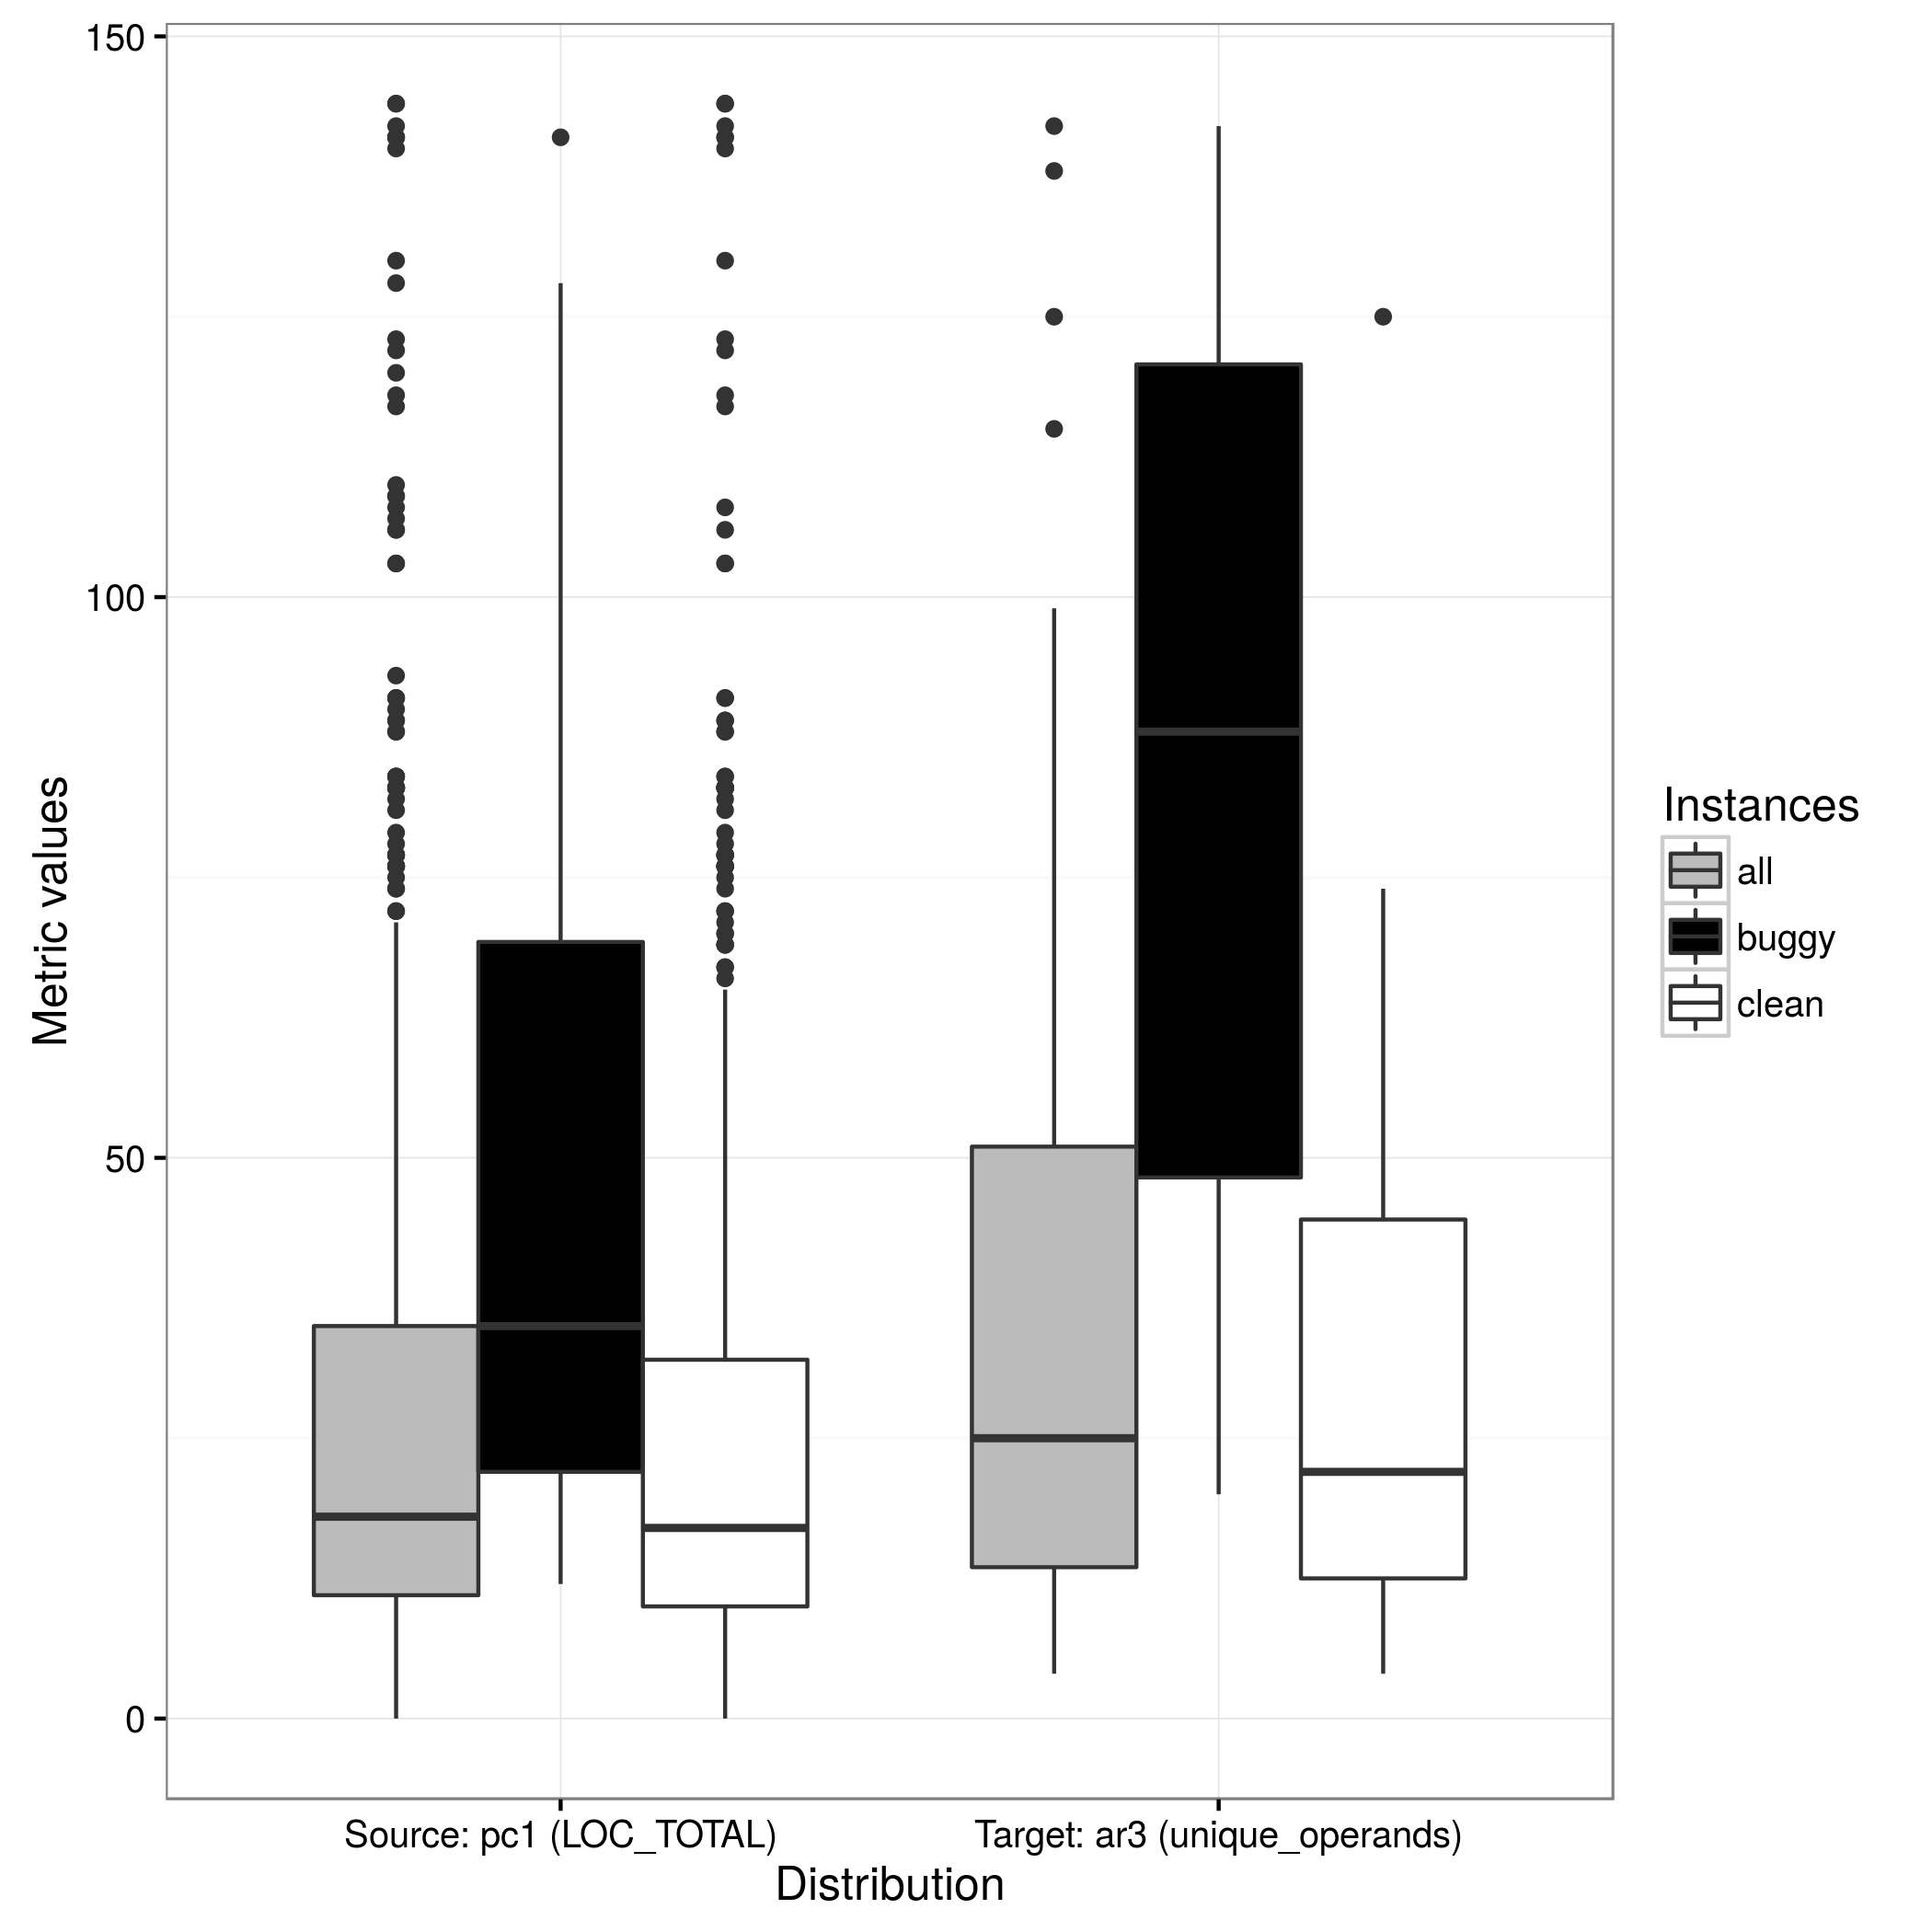 150
100
50
0
Metric values
Source: pc1 (LOC_TOTAL)
Target: ar3 (unique_operands)
Distribution
Instances
all
buggy
clean